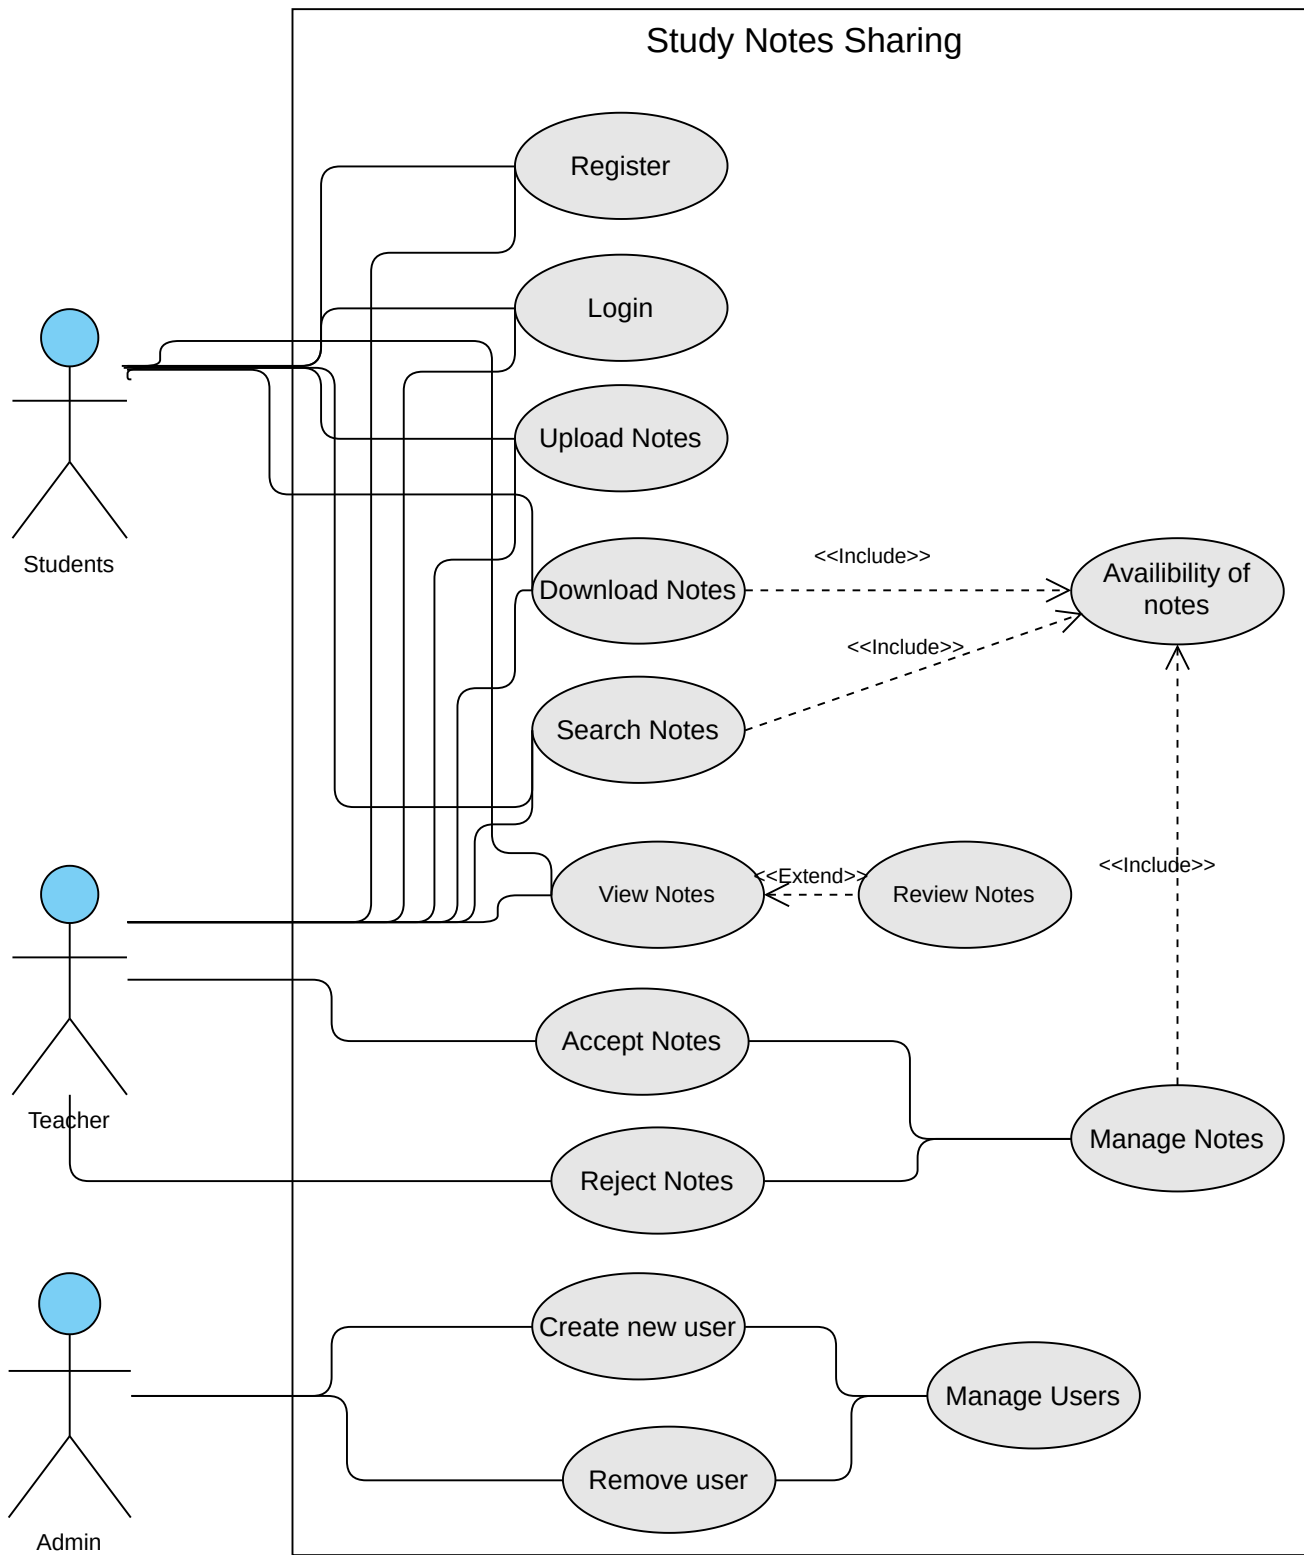 Study Notes Sharing
Register
Login
Upload Notes
Students
<<Include>>
Download Notes
Availibility of
notes
<<Include>>
Search Notes
<<Include>>
<<Extend>>
View Notes
Review Notes
Accept Notes
Teacher
Manage Notes
Reject Notes
Create new user
Manage Users
Remove user
Admin